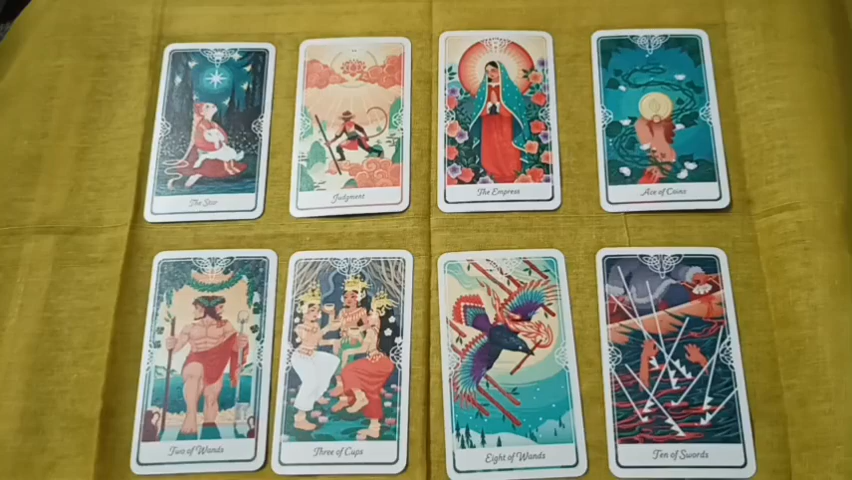 The Star
Judgment
The Empress
Ace of Coins
Two of Wands
Three of Cups
Eight of Wands
Ten of Swords